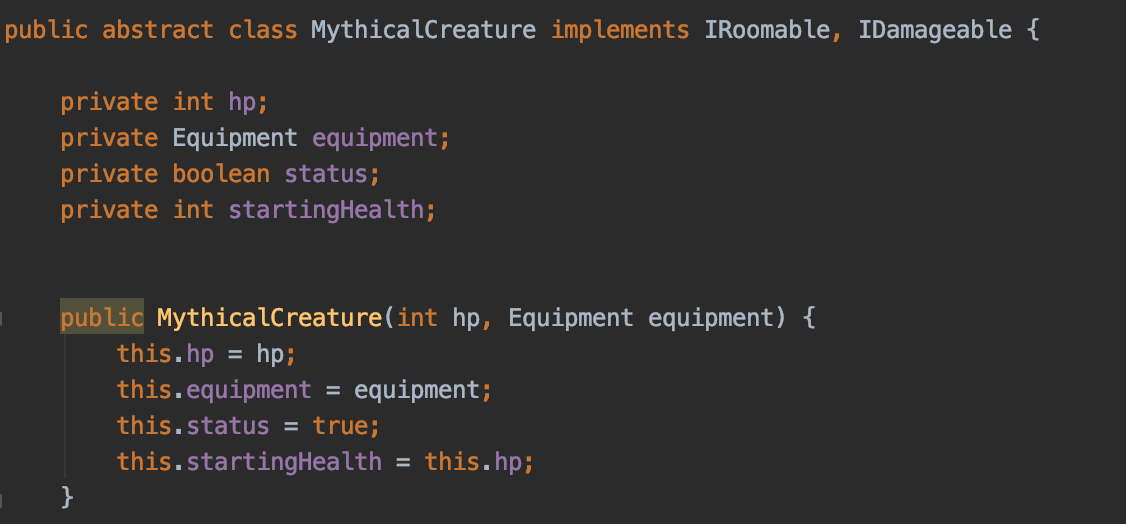 public abstract class MythicalCreature implements IRoomable, IDamageable {
private int hp;
private Equipment equipment;
private boolean status;
private int startingHealth;
public MythicalCreature(int hp, Equipment equipment) {
this.hp = hp;
this.equipment = equipment;
this.status = true;
this.startingHealth = this.hp;
}